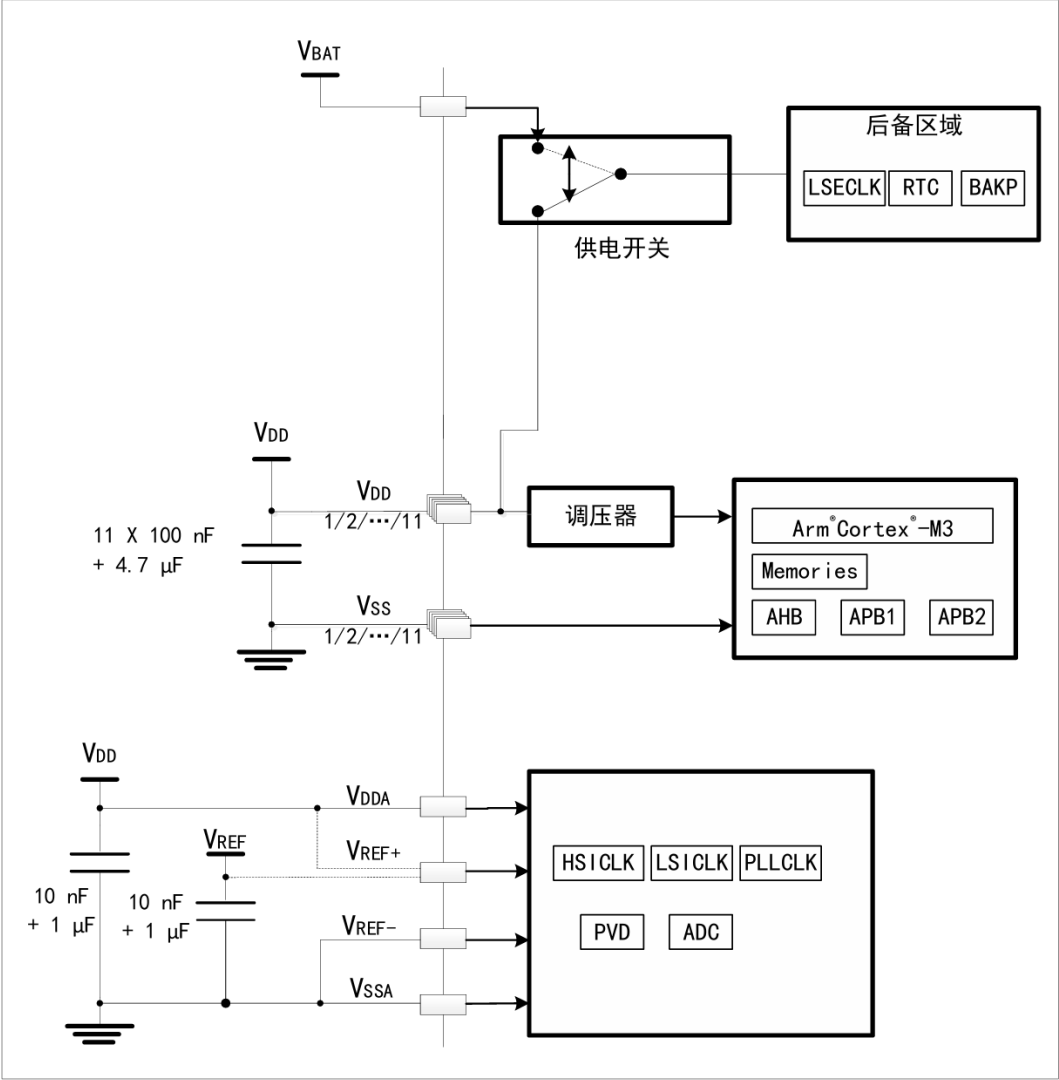 VBAT
后备区域
LSECLK RTC BAKP
供电开关
VDD
VDD
1/2/…/11
11 X 100 nF
+ 4.7 μF
调压器
Arm®Cortex®-M3
Memories
AHB APB1 APB2
VSS
1/2/…/11
VDD
VDDA
VREF
VREF+
10 nF
+ 1 μF
10 nF
+ 1 μF
VREF-
VSSA
HSICLK LSICLK PLLCLK
PVD ADC